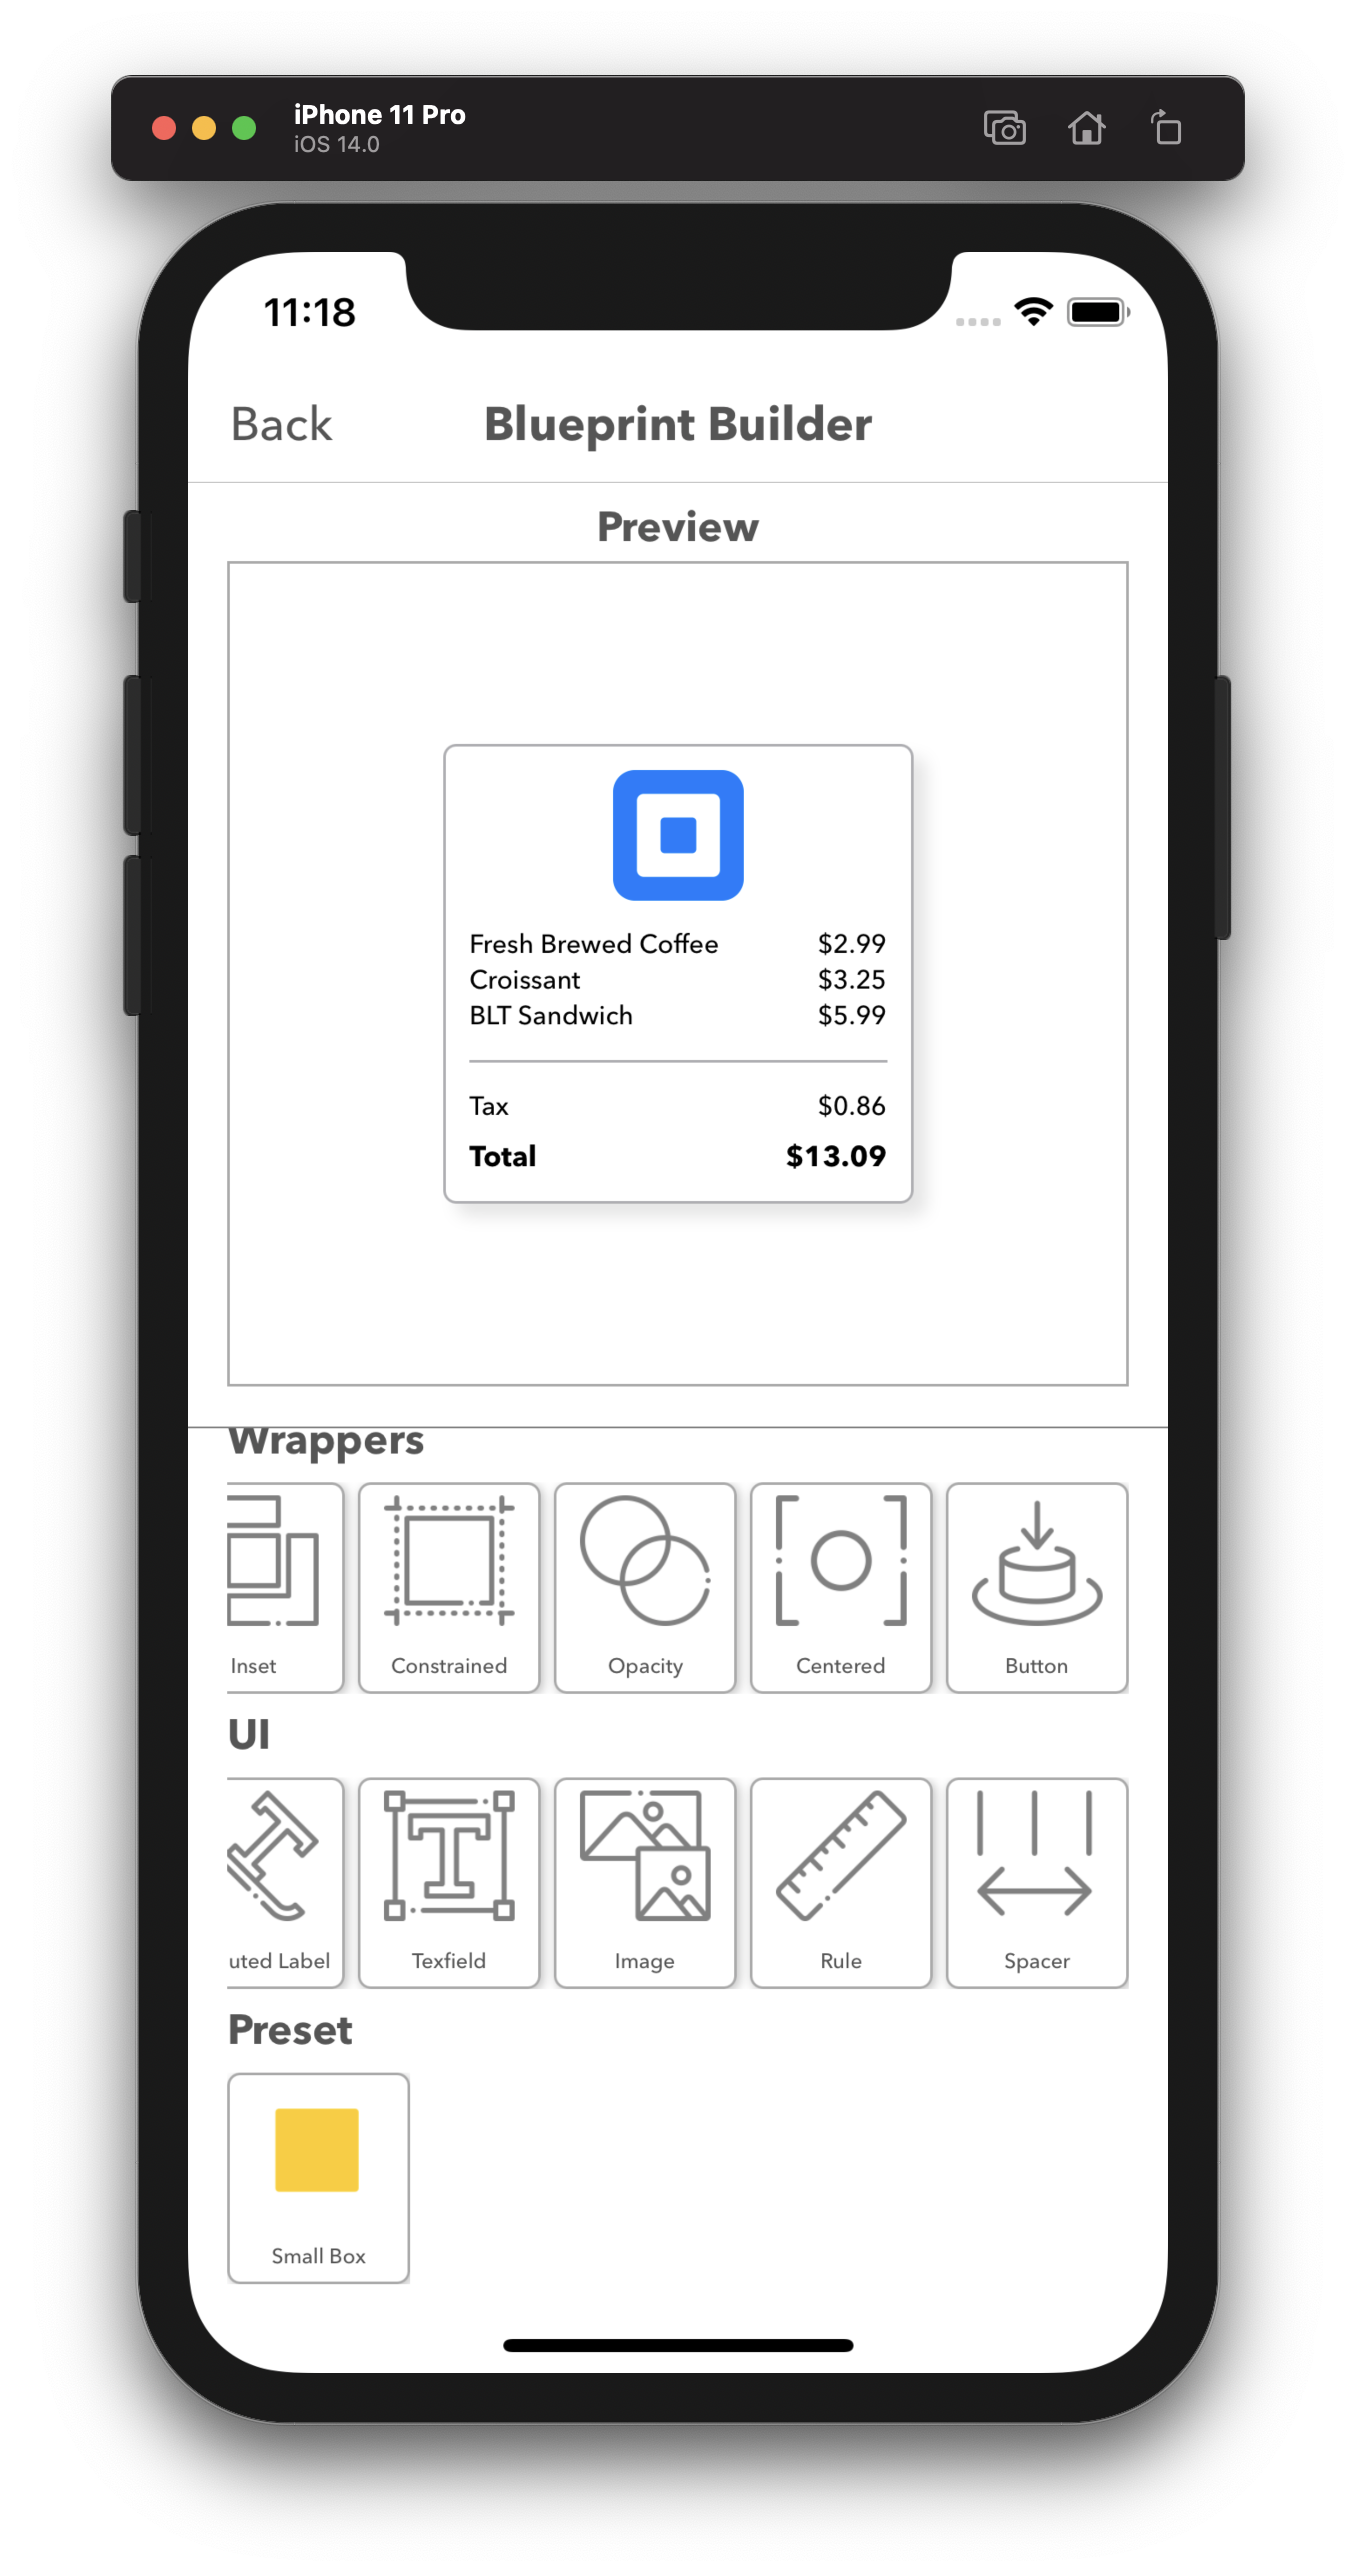 iPhone 11 Pro
iOS 14.0
11:18
Back Blueprint Builder
Preview
Fresh Brewed Coffee $2.99
Croissant $3.25
BLT Sandwich $5.99
Tax $0.86
Total $13.09
Wrappers
Inset Constrained Opacity Centered Button
UI
uted Label Texfield Image Rule Spacer
Preset
Small Box